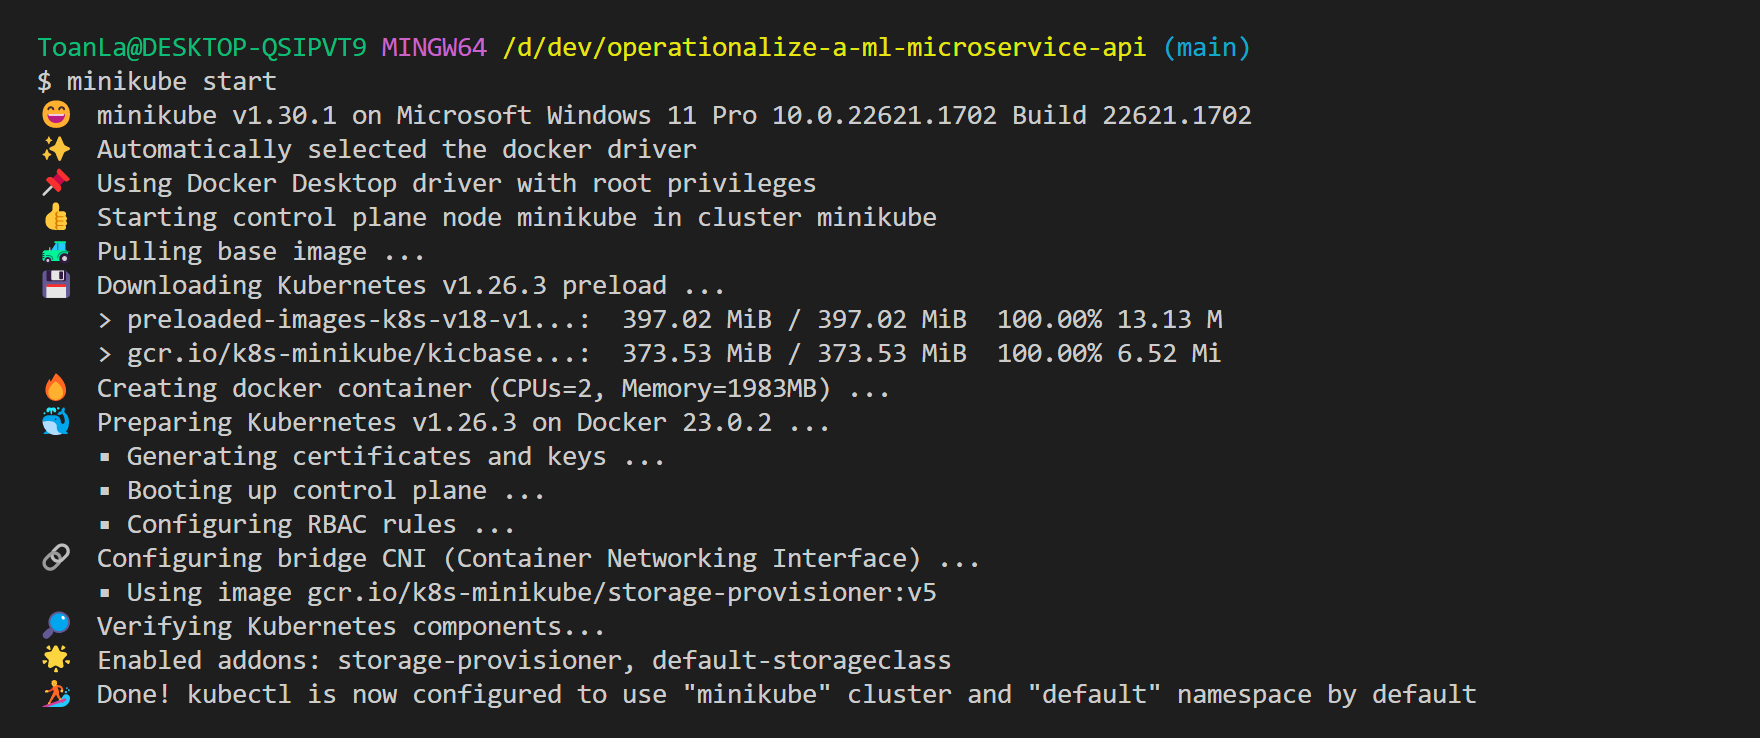 ToanLa@DESKTOP-QSIPVT9 MINGW64 /d/dev/operationalize-a-ml-microservice-api (main)
$ minikube start
😄  minikube v1.30.1 on Microsoft Windows 11 Pro 10.0.22621.1702 Build 22621.1702
✨  Automatically selected the docker driver
📌  Using Docker Desktop driver with root privileges
👍  Starting control plane node minikube in cluster minikube
🚜  Pulling base image ...
💾  Downloading Kubernetes v1.26.3 preload ...
    > preloaded-images-k8s-v18-v1...:  397.02 MiB / 397.02 MiB  100.00% 13.13 M
    > gcr.io/k8s-minikube/kicbase...:  373.53 MiB / 373.53 MiB  100.00% 6.52 Mi
🔥  Creating docker container (CPUs=2, Memory=1983MB) ...
🐳  Preparing Kubernetes v1.26.3 on Docker 23.0.2 ...
    ▪ Generating certificates and keys ...
    ▪ Booting up control plane ...
    ▪ Configuring RBAC rules ...
🔗  Configuring bridge CNI (Container Networking Interface) ...
    ▪ Using image gcr.io/k8s-minikube/storage-provisioner:v5
🔎  Verifying Kubernetes components...
🌟  Enabled addons: storage-provisioner, default-storageclass
🏄  Done! kubectl is now configured to use "minikube" cluster and "default" namespace by default